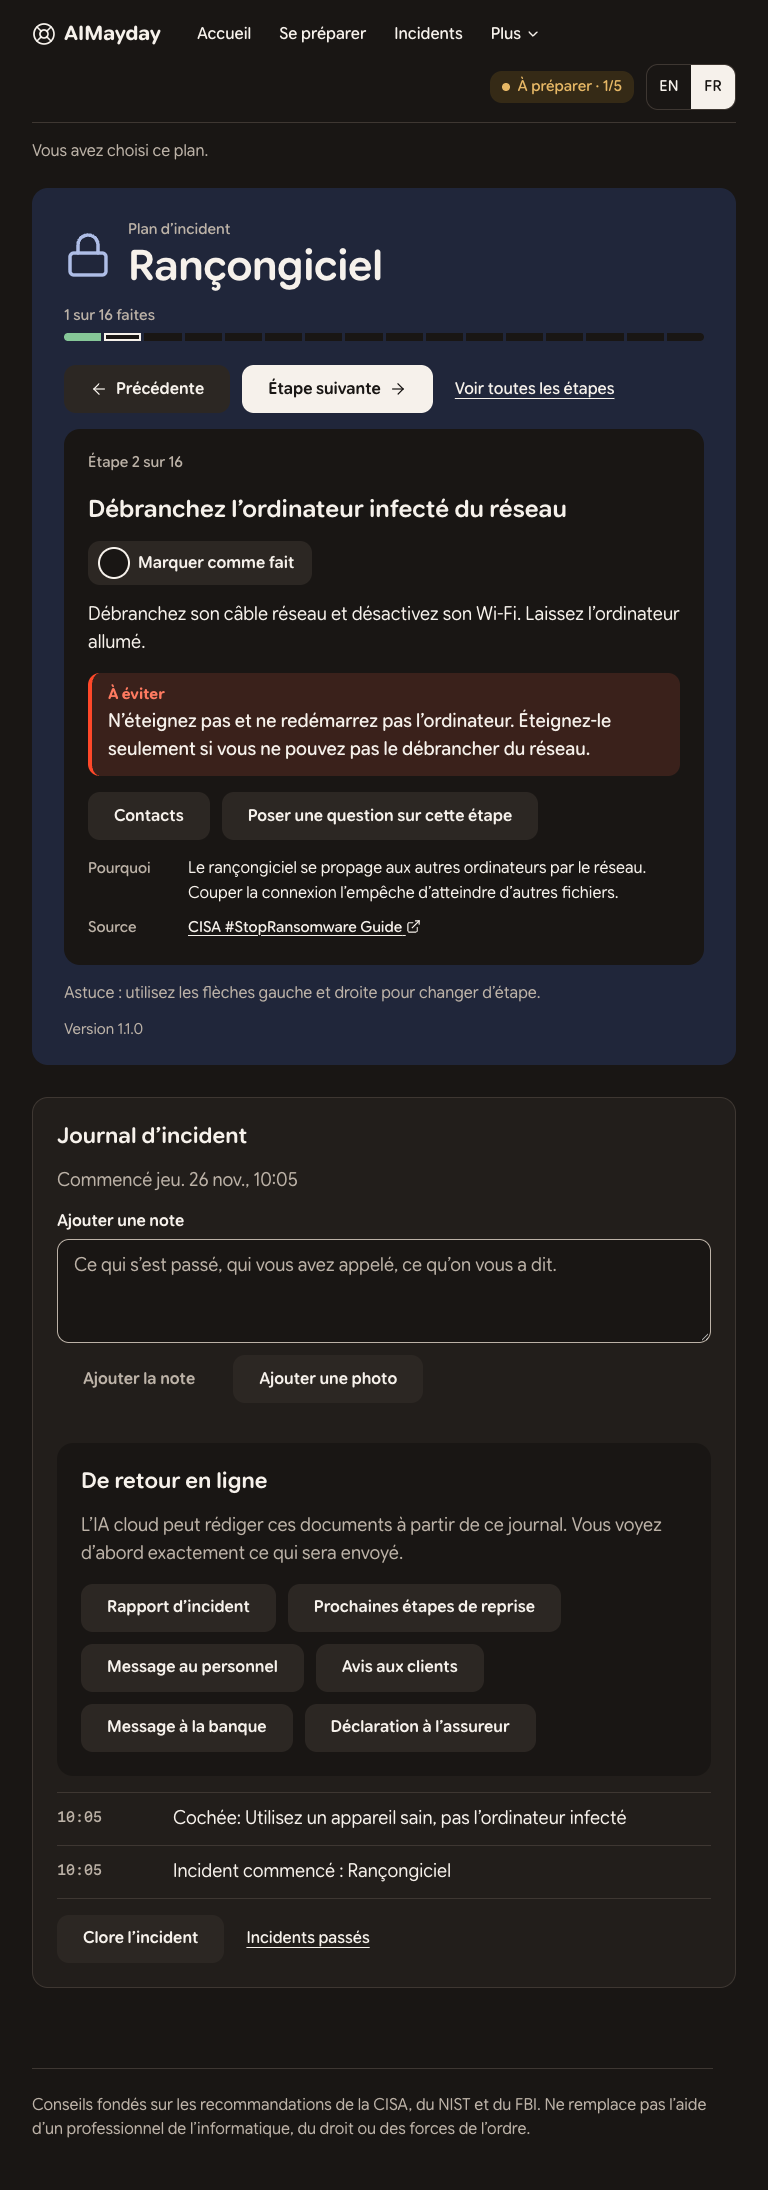 AIMayday
Accueil
Se préparer
Incidents
Plus
À préparer · 1/5
EN
FR
Vous avez choisi ce plan.
Plan d’incident
Rançongiciel
1 sur 16 faites
Précédente
Étape suivante
Voir toutes les étapes
Étape 2 sur 16
Débranchez l’ordinateur infecté du réseau
Marquer comme fait
Débranchez son câble réseau et désactivez son Wi-Fi. Laissez l’ordinateur
allumé.
À éviter
N’éteignez pas et ne redémarrez pas l’ordinateur. Éteignez-le
seulement si vous ne pouvez pas le débrancher du réseau.
Contacts
Poser une question sur cette étape
Pourquoi
Le rançongiciel se propage aux autres ordinateurs par le réseau.
Couper la connexion l’empêche d’atteindre d’autres fichiers.
Source
CISA #StopRansomware Guide
Astuce : utilisez les flèches gauche et droite pour changer d’étape.
Version 1.1.0
Journal d’incident
Commencé jeu. 26 nov., 10:05
Ajouter une note
Ce qui s’est passé, qui vous avez appelé, ce qu’on vous a dit.
Ajouter la note
Ajouter une photo
De retour en ligne
L’IA cloud peut rédiger ces documents à partir de ce journal. Vous voyez
d’abord exactement ce qui sera envoyé.
Rapport d’incident
Prochaines étapes de reprise
Message au personnel
Avis aux clients
Message à la banque
Déclaration à l’assureur
10:05
Cochée: Utilisez un appareil sain, pas l’ordinateur infecté
10:05
Incident commencé : Rançongiciel
Clore l’incident
Incidents passés
Conseils fondés sur les recommandations de la CISA, du NIST et du FBI. Ne remplace pas l’aide
d’un professionnel de l’informatique, du droit ou des forces de l’ordre.